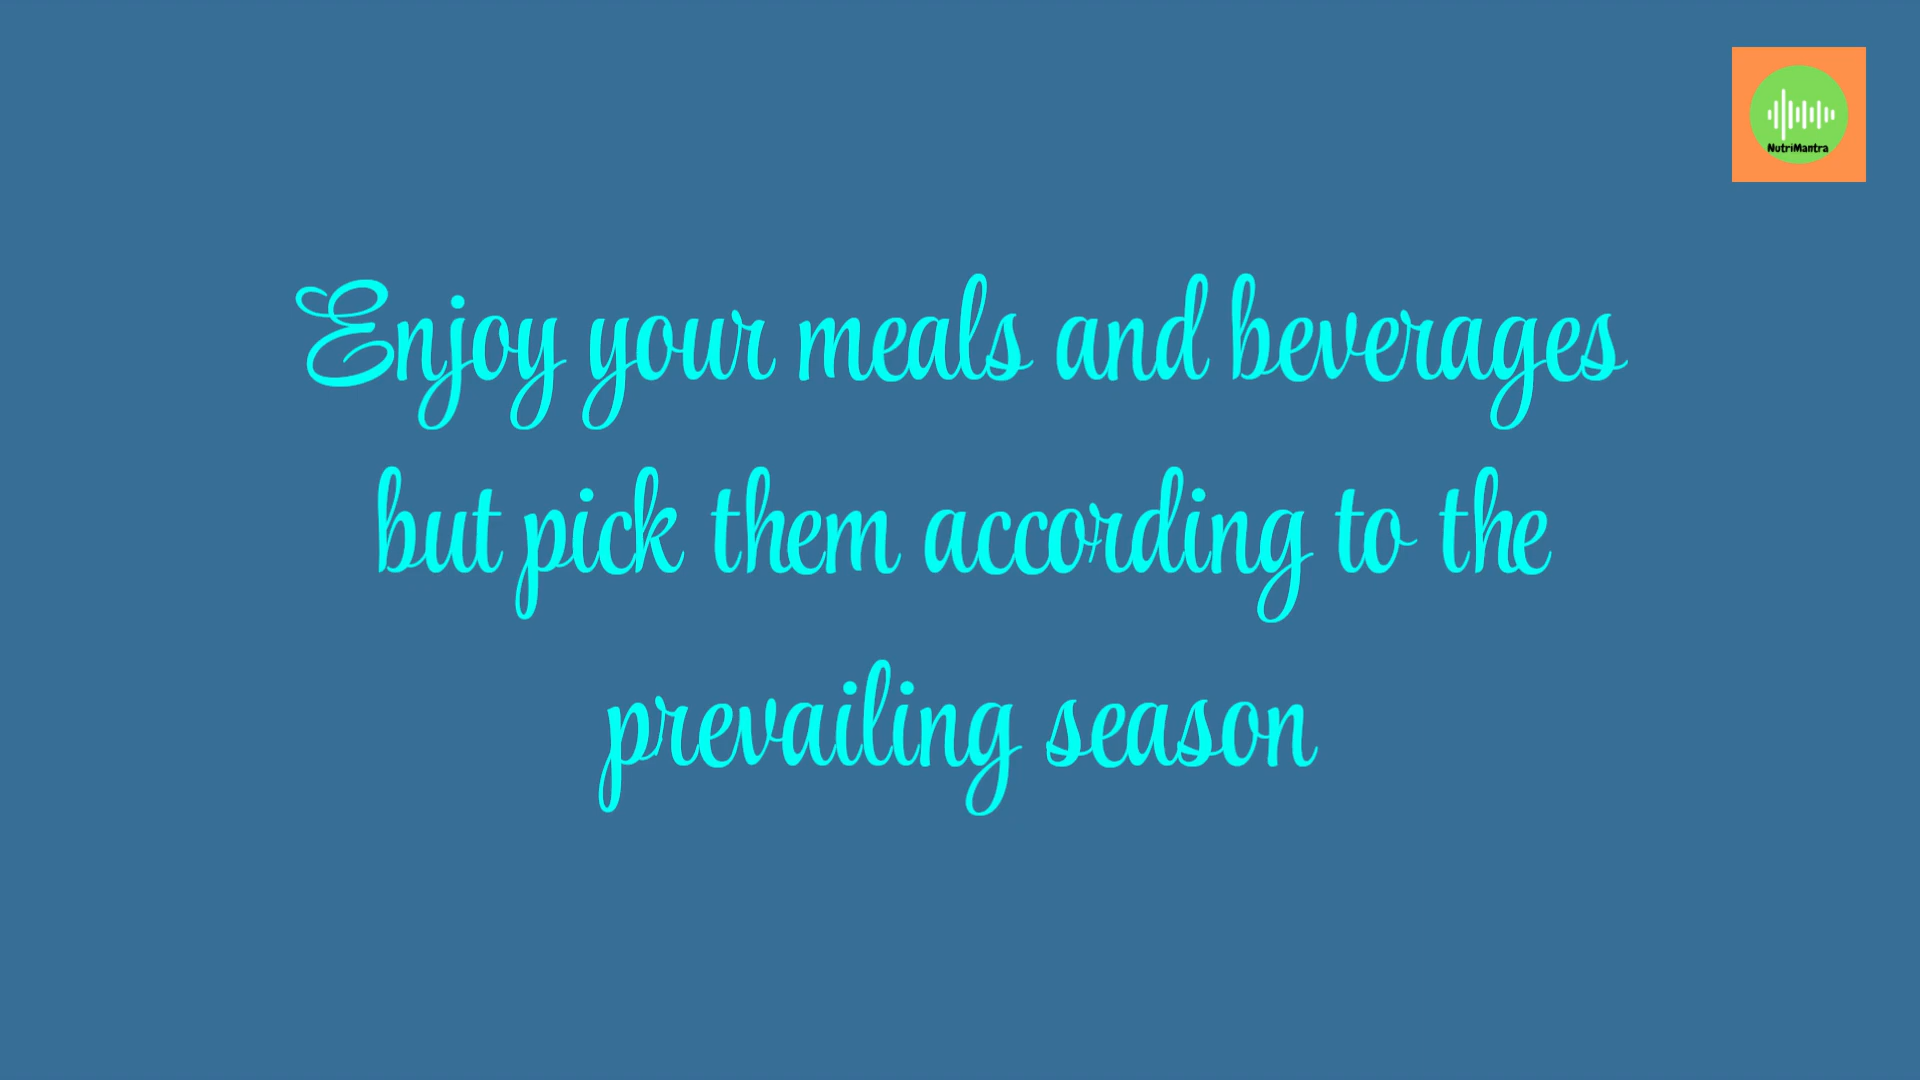 NutriMantra
Enjoy your meals and beverages
but pick them according to the
prevailing season